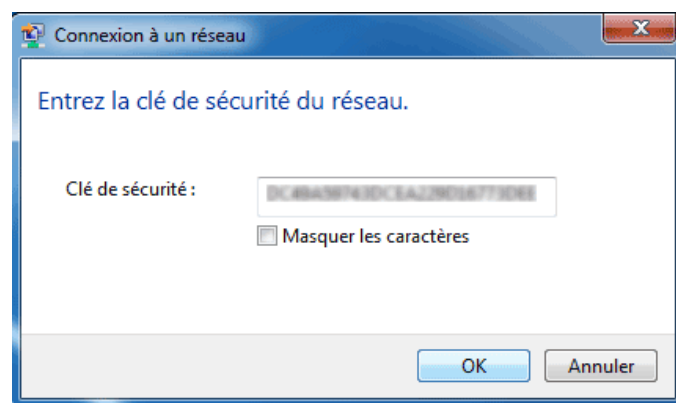 Connexion à un réseau
Entrez la clé de sécurité du réseau.
Clé de sécurité :
Masquer les caractères
OK Annuler